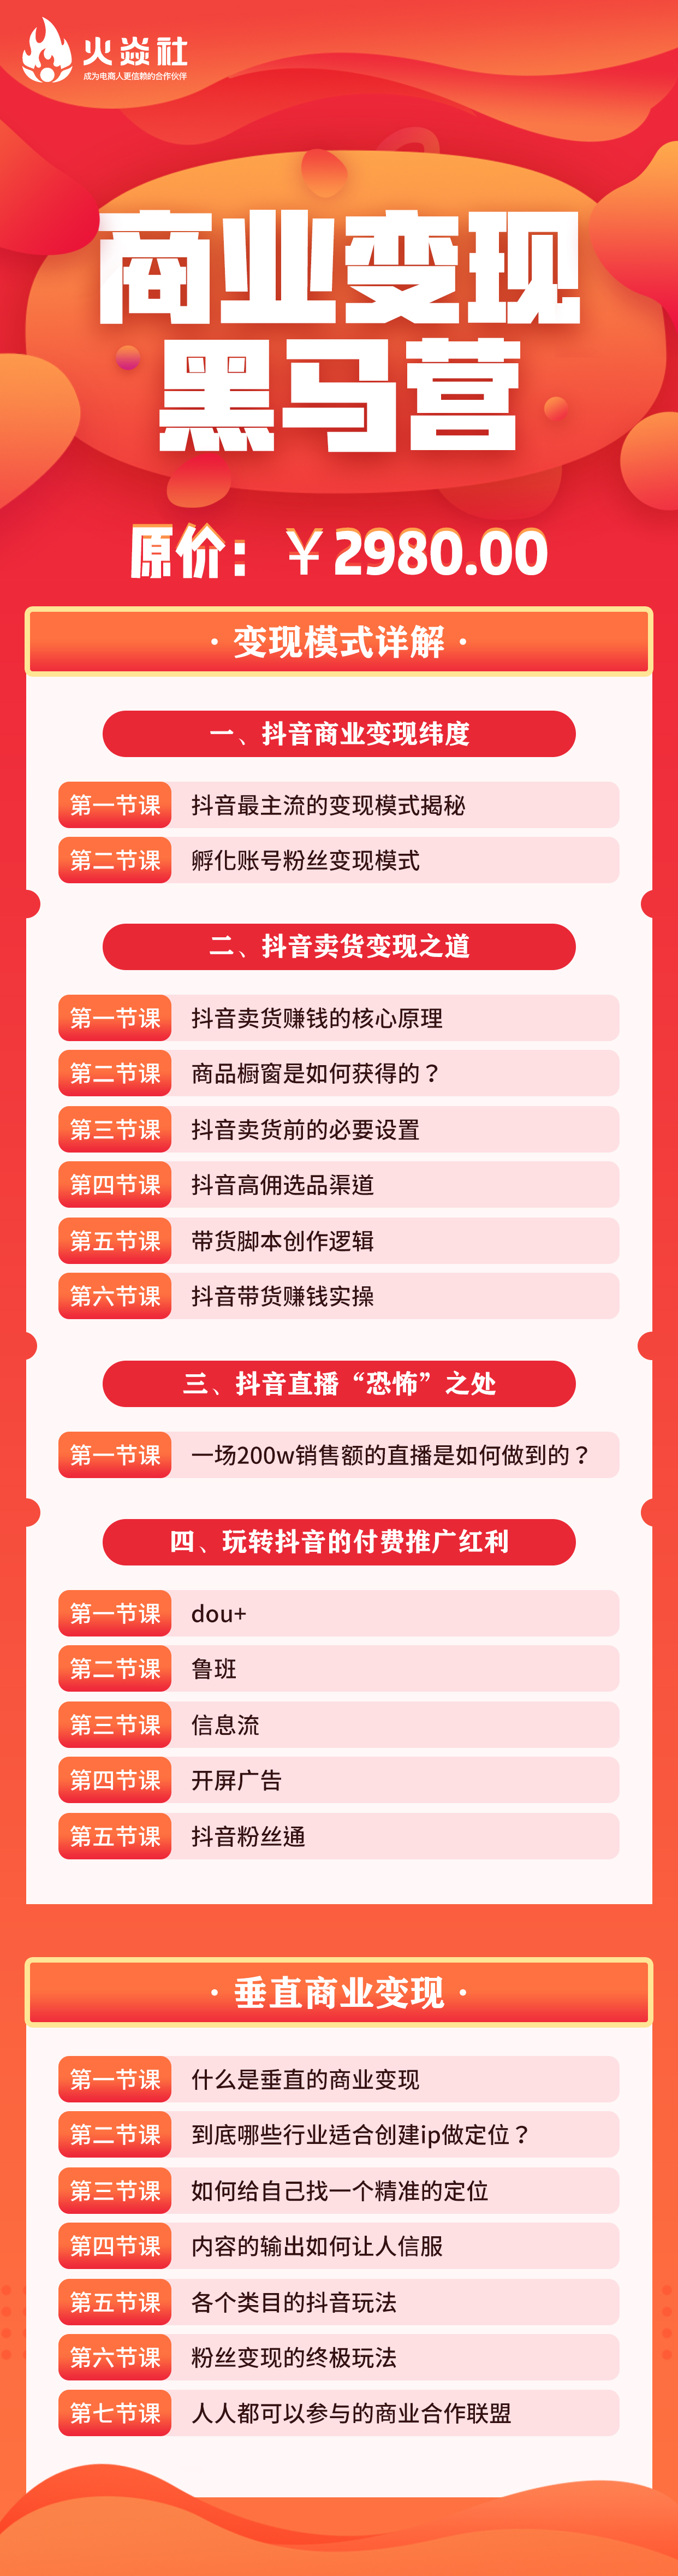 火焱社
成为电商人更信赖的合作伙伴
商业变现
黑马营
原价：￥2980.00
· 变现模式详解 ·
一、抖音商业变现纬度
第一节课 抖音最主流的变现模式揭秘
第二节课 孵化账号粉丝变现模式
二、抖音卖货变现之道
第一节课 抖音卖货赚钱的核心原理
第二节课 商品橱窗是如何获得的？
第三节课 抖音卖货前的必要设置
第四节课 抖音高佣选品渠道
第五节课 带货脚本创作逻辑
第六节课 抖音带货赚钱实操
三、抖音直播“恐怖”之处
第一节课 一场200w销售额的直播是如何做到的？
四、玩转抖音的付费推广红利
第一节课 dou+
第二节课 鲁班
第三节课 信息流
第四节课 开屏广告
第五节课 抖音粉丝通
· 垂直商业变现 ·
第一节课 什么是垂直的商业变现
第二节课 到底哪些行业适合创建ip做定位？
第三节课 如何给自己找一个精准的定位
第四节课 内容的输出如何让人信服
第五节课 各个类目的抖音玩法
第六节课 粉丝变现的终极玩法
第七节课 人人都可以参与的商业合作联盟